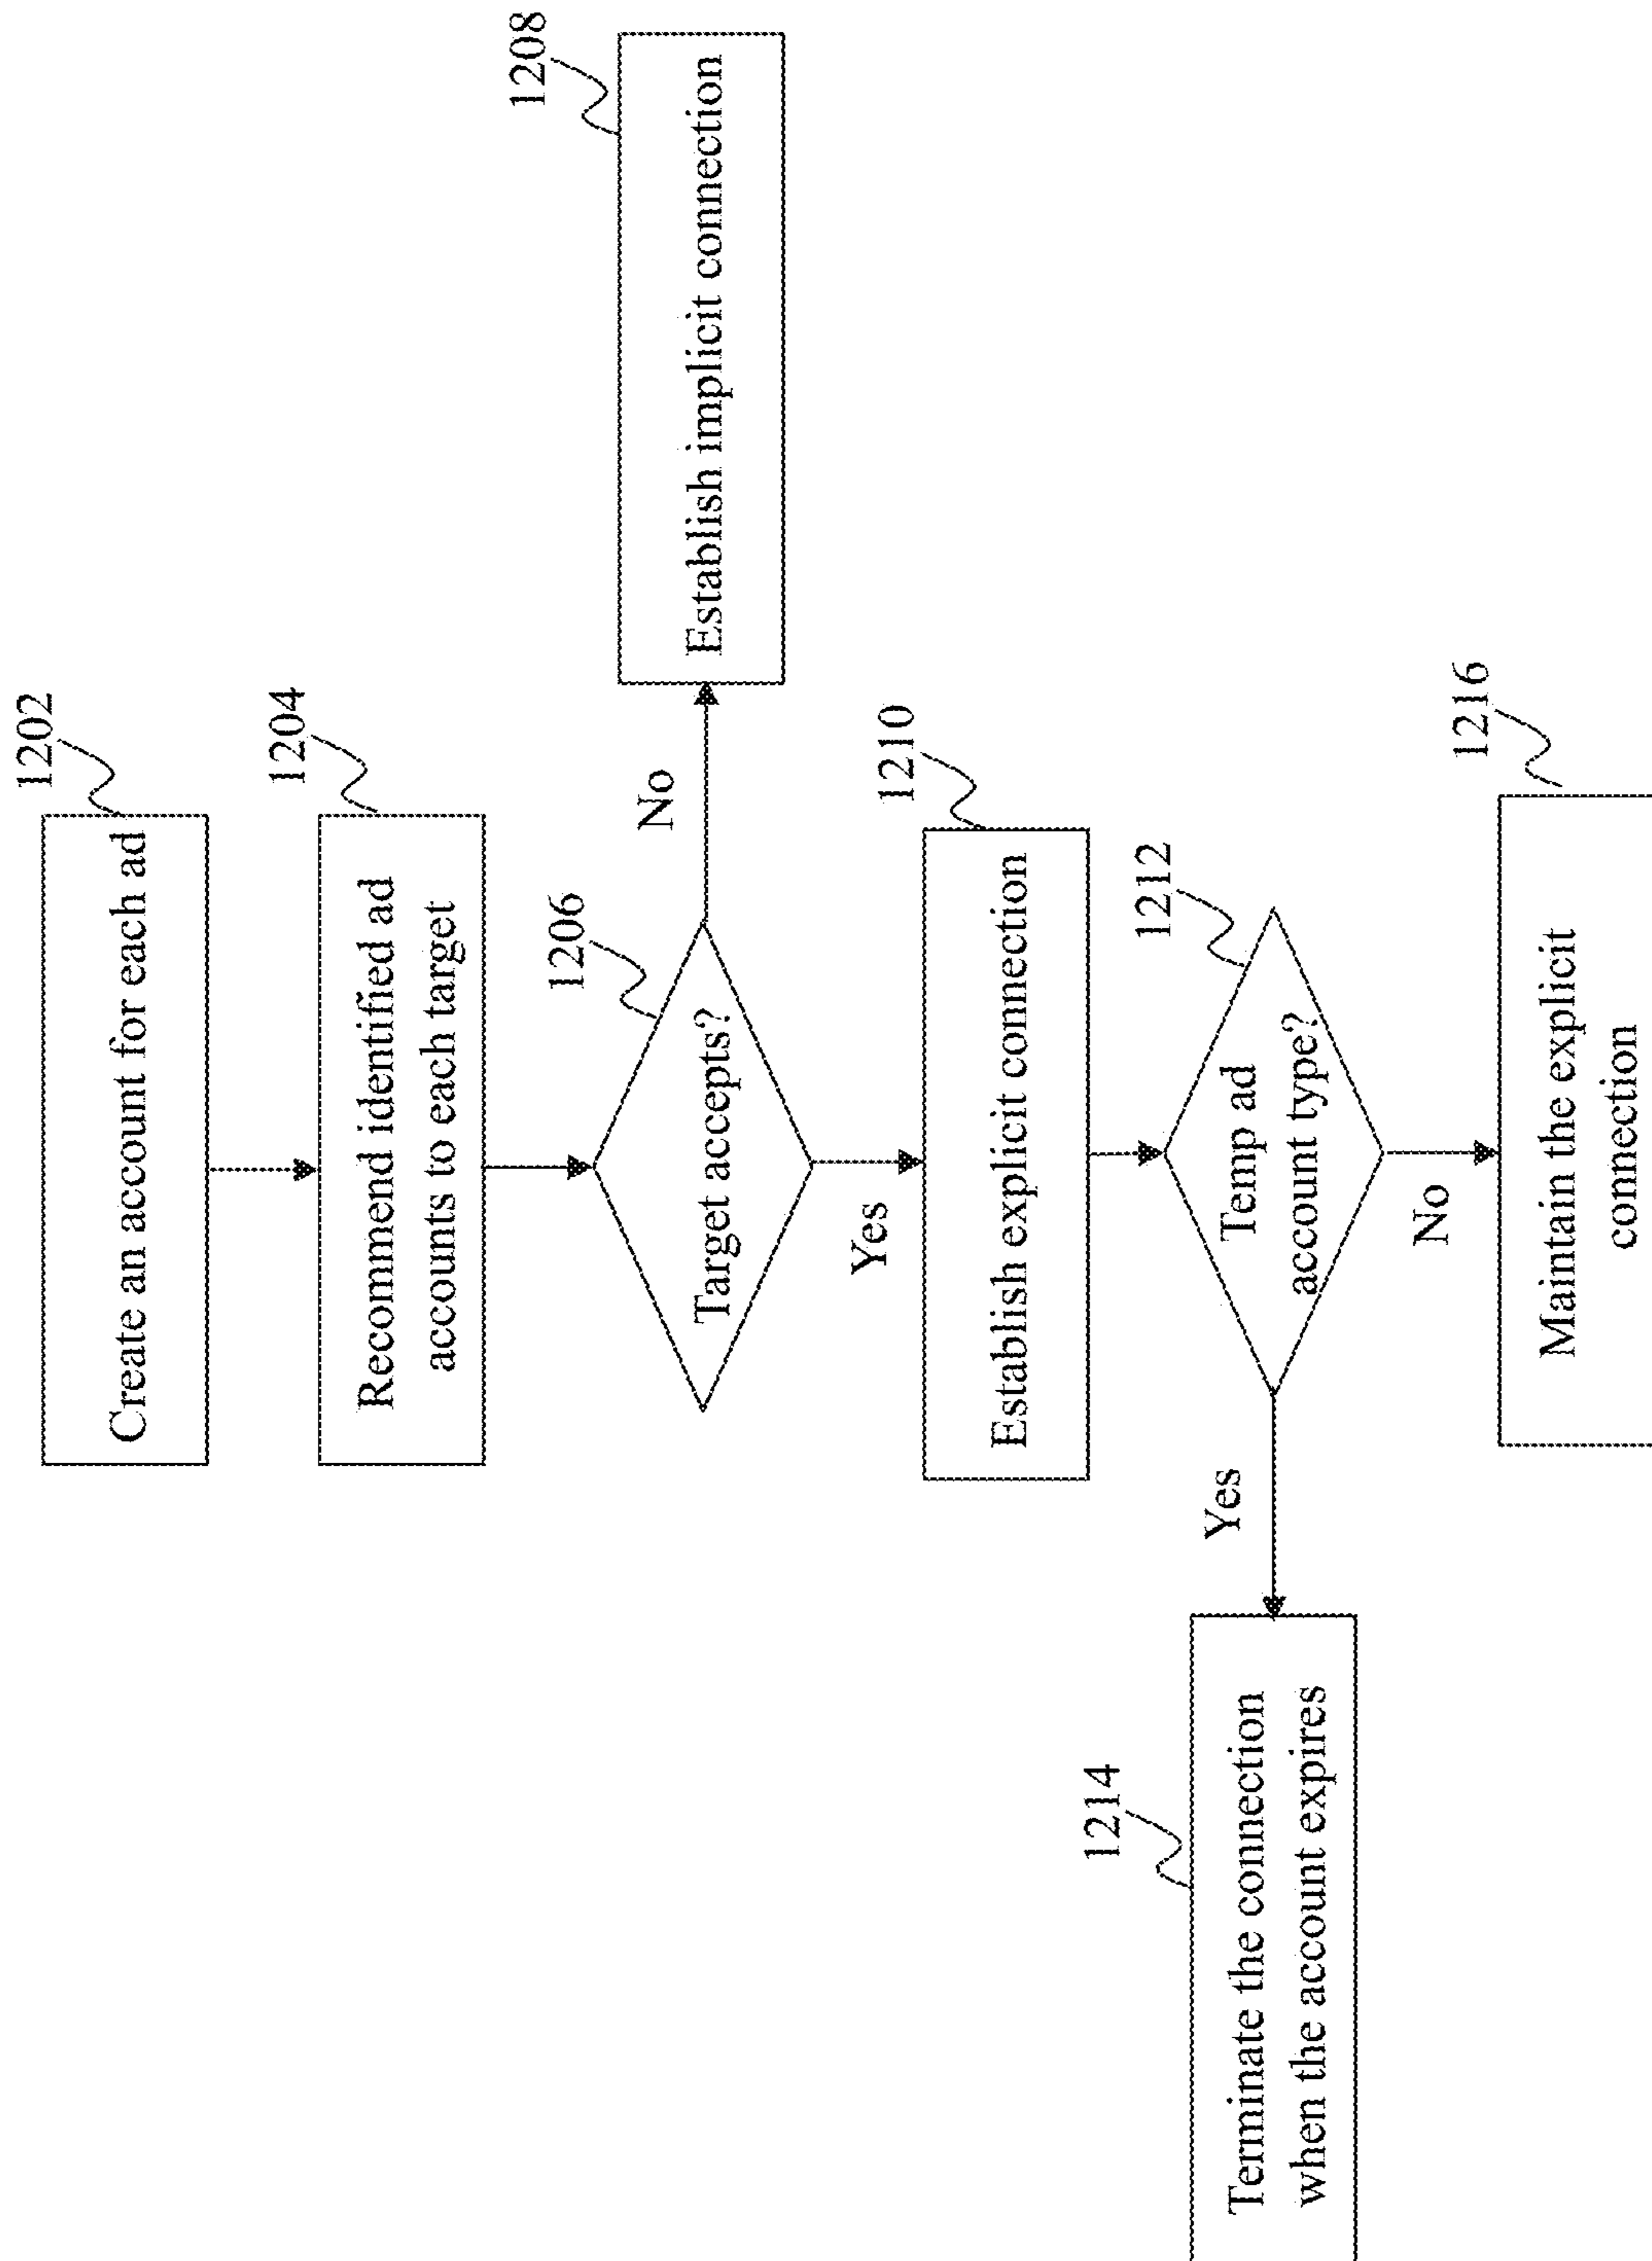 1202
Create an account for each ad
1204
Recommend identified ad
accounts to each target
1206
Target accepts?
No
1208
Establish implicit connection
Yes
1210
Establish explicit connection
1212
Temp ad
account type?
Yes
1214
Terminate the connection
when the account expires
No
1216
Maintain the explicit
connection